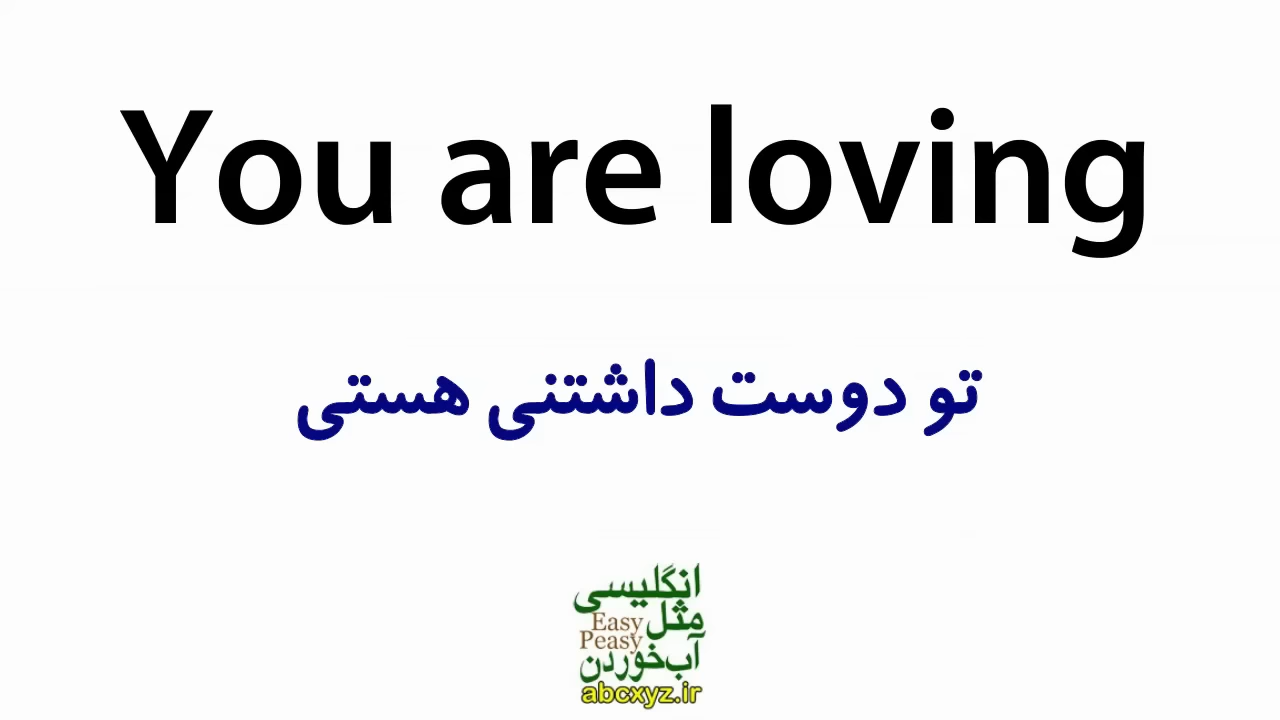 You are loving
تو دوست داشتنی هستی
انگلیسی
مثل
Easy
Peasy
آب‌خوردن
abcxyz.ir